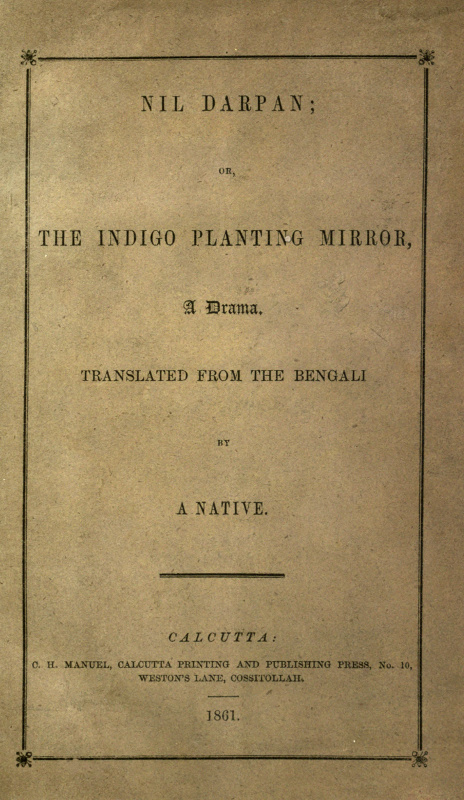 NIL DARPAN;
OR,
THE INDIGO PLANTING MIRROR,
A Drama.
TRANSLATED FROM THE BENGALI
BY
A NATIVE.
CALCUTTA:
C. H. MANUEL, CALCUTTA PRINTING AND PUBLISHING PRESS, No. 10,
WESTON'S LANE, COSSITOLLAH.
1861.